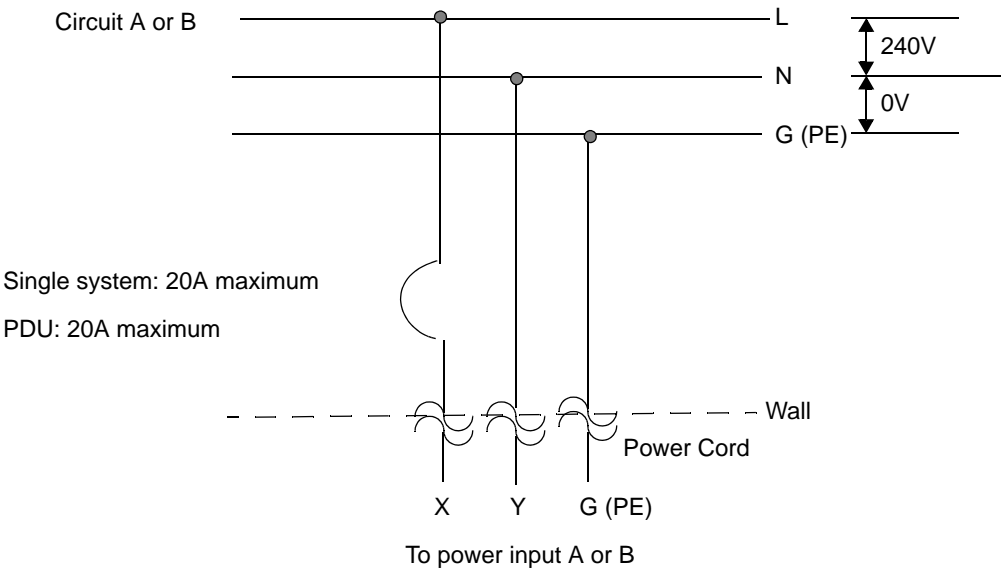 Circuit A or B
L
240V
N
0V
G (PE)
Single system: 20A maximum
PDU: 20A maximum
Wall
Power Cord
X Y G (PE)
To power input A or B